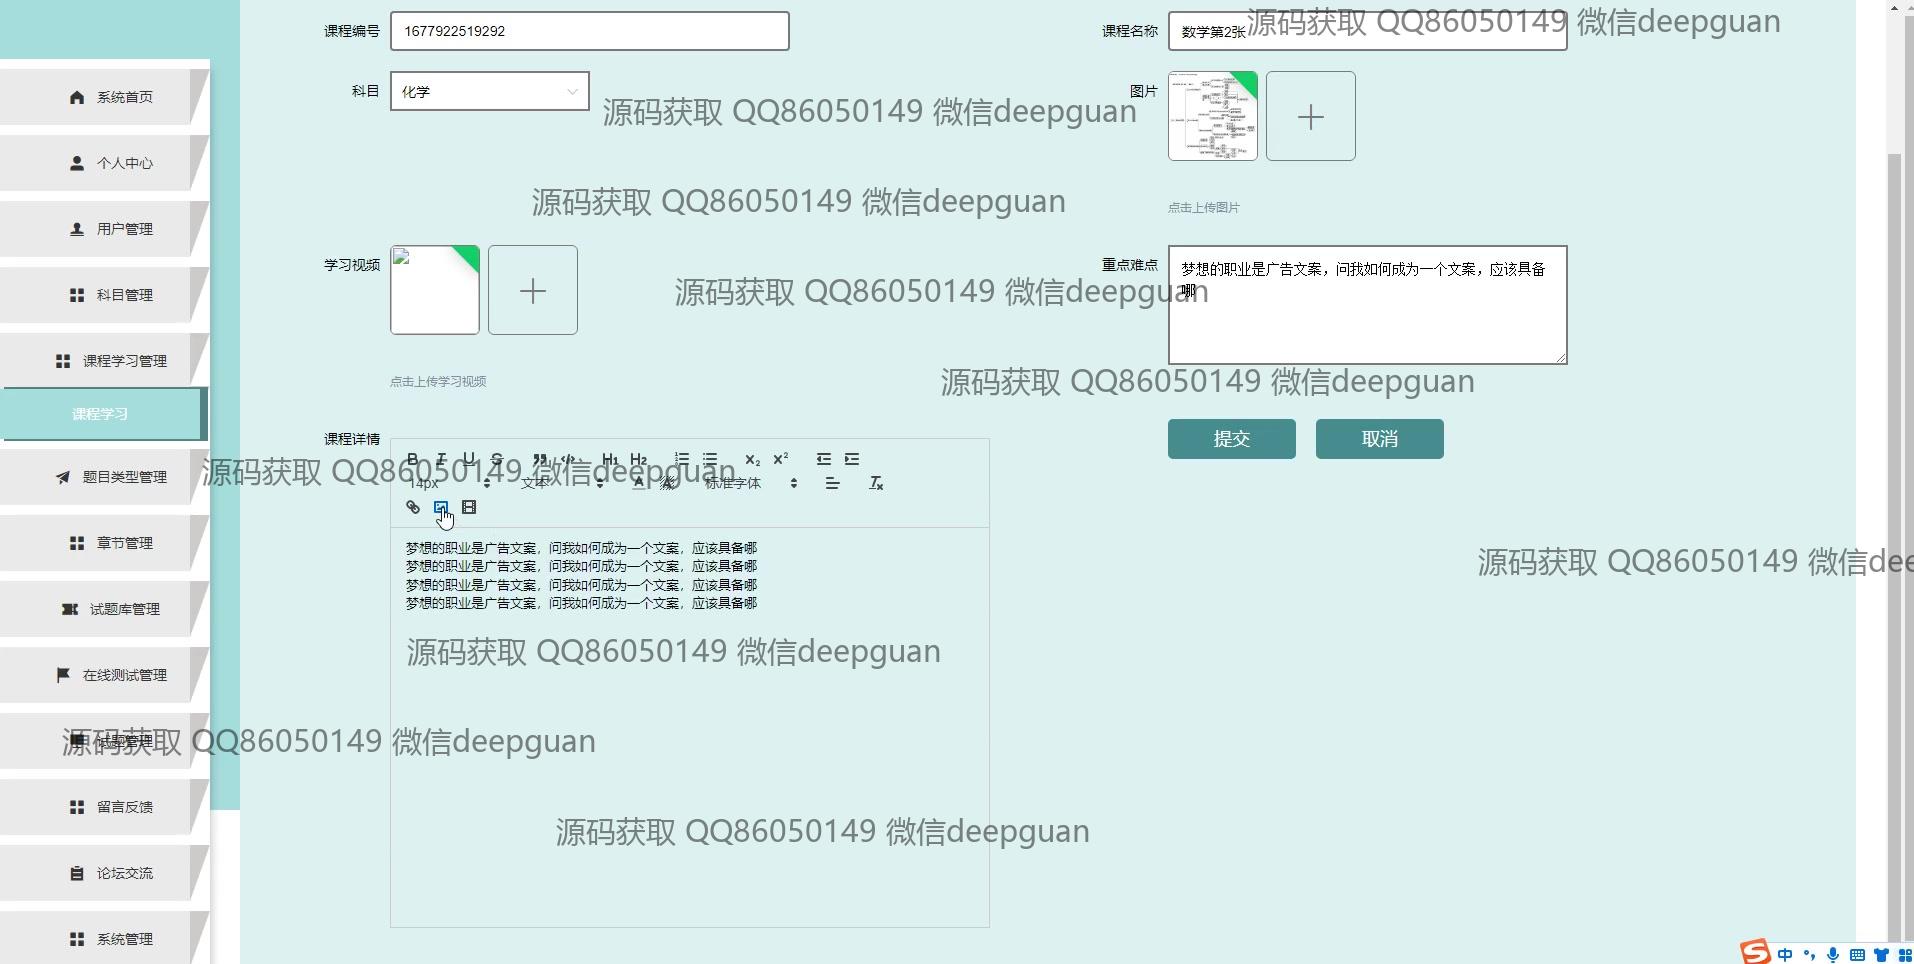 课程编号
1677922519292
课程名称
数学第2张
源码获取 QQ86050149 微信deepguan
系统首页
科目
化学
图片
源码获取 QQ86050149 微信deepguan
个人中心
源码获取 QQ86050149 微信deepguan
点击上传图片
用户管理
学习视频
重点难点
梦想的职业是广告文案，问我如何成为一个文案，应该具备
哪
科目管理
源码获取 QQ86050149 微信deepguan
课程学习管理
点击上传学习视频
源码获取 QQ86050149 微信deepguan
课程学习
课程详情
提交
取消
B I U S H1 H2 X2 X2
源码获取 QQ86050149 微信deepguan
题目类型管理
14px
文本
A
标准字体
章节管理
梦想的职业是广告文案，问我如何成为一个文案，应该具备哪
梦想的职业是广告文案，问我如何成为一个文案，应该具备哪
梦想的职业是广告文案，问我如何成为一个文案，应该具备哪
梦想的职业是广告文案，问我如何成为一个文案，应该具备哪
源码获取 QQ86050149 微信dee
试题库管理
源码获取 QQ86050149 微信deepguan
在线测试管理
试题管理
源码获取 QQ86050149 微信deepguan
留言反馈
源码获取 QQ86050149 微信deepguan
论坛交流
系统管理
S 中